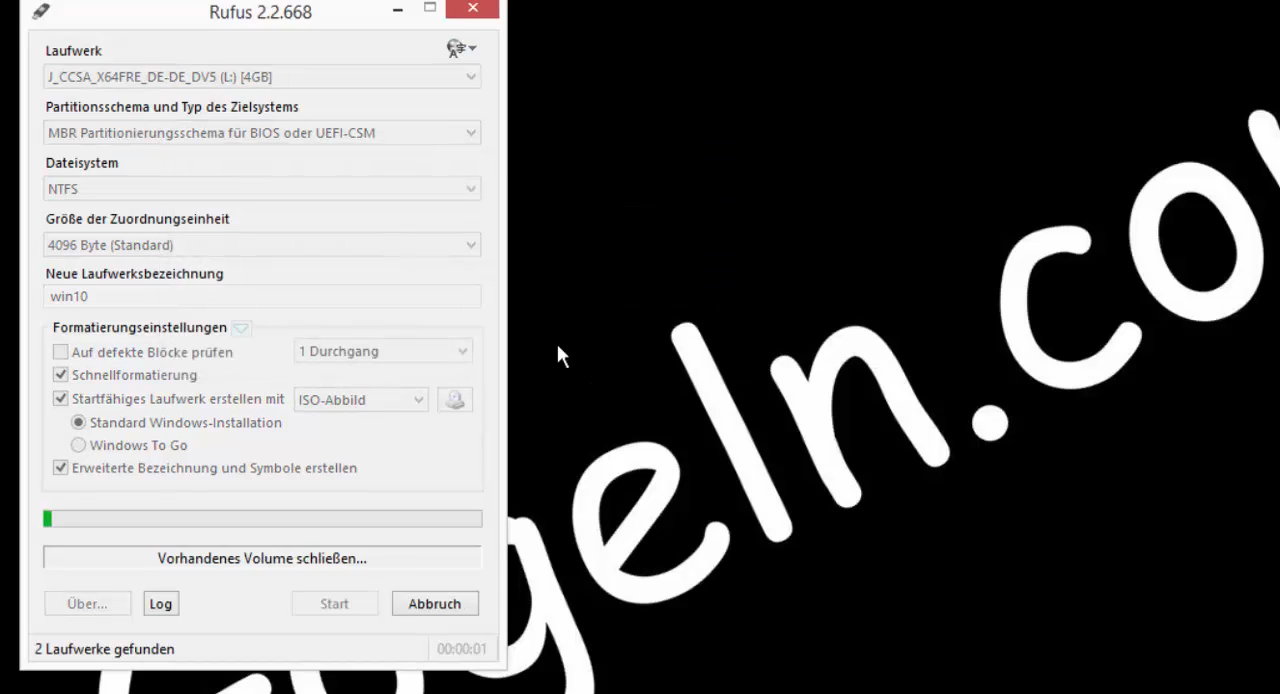 Rufus 2.2.668
Laufwerk
J_CCSA_X64FRE_DE-DE_DV5 (L:) [4GB]
Partitionsschema und Typ des Zielsystems
MBR Partitionierungsschema für BIOS oder UEFI-CSM
Dateisystem
NTFS
Größe der Zuordnungseinheit
4096 Byte (Standard)
Neue Laufwerksbezeichnung
win10
Formatierungseinstellungen
Auf defekte Blöcke prüfen 1 Durchgang
Schnellformatierung
Startfähiges Laufwerk erstellen mit ISO-Abbild
Standard Windows-Installation
Windows To Go
Erweiterte Bezeichnung und Symbole erstellen
Vorhandenes Volume schließen...
Über... Log Start Abbruch
2 Laufwerke gefunden 00:00:01